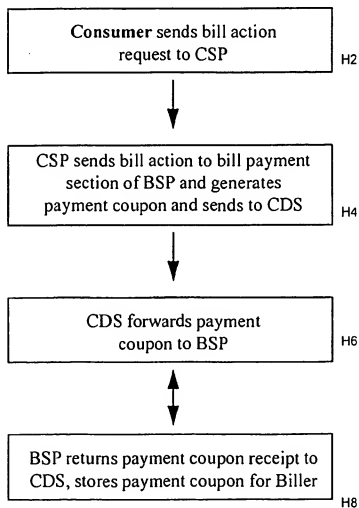 Consumer sends bill action
request to CSP
H2
CSP sends bill action to bill payment
section of BSP and generates
payment coupon and sends to CDS
H4
CDS forwards payment
coupon to BSP
H6
BSP returns payment coupon receipt to
CDS, stores payment coupon for Biller
H8